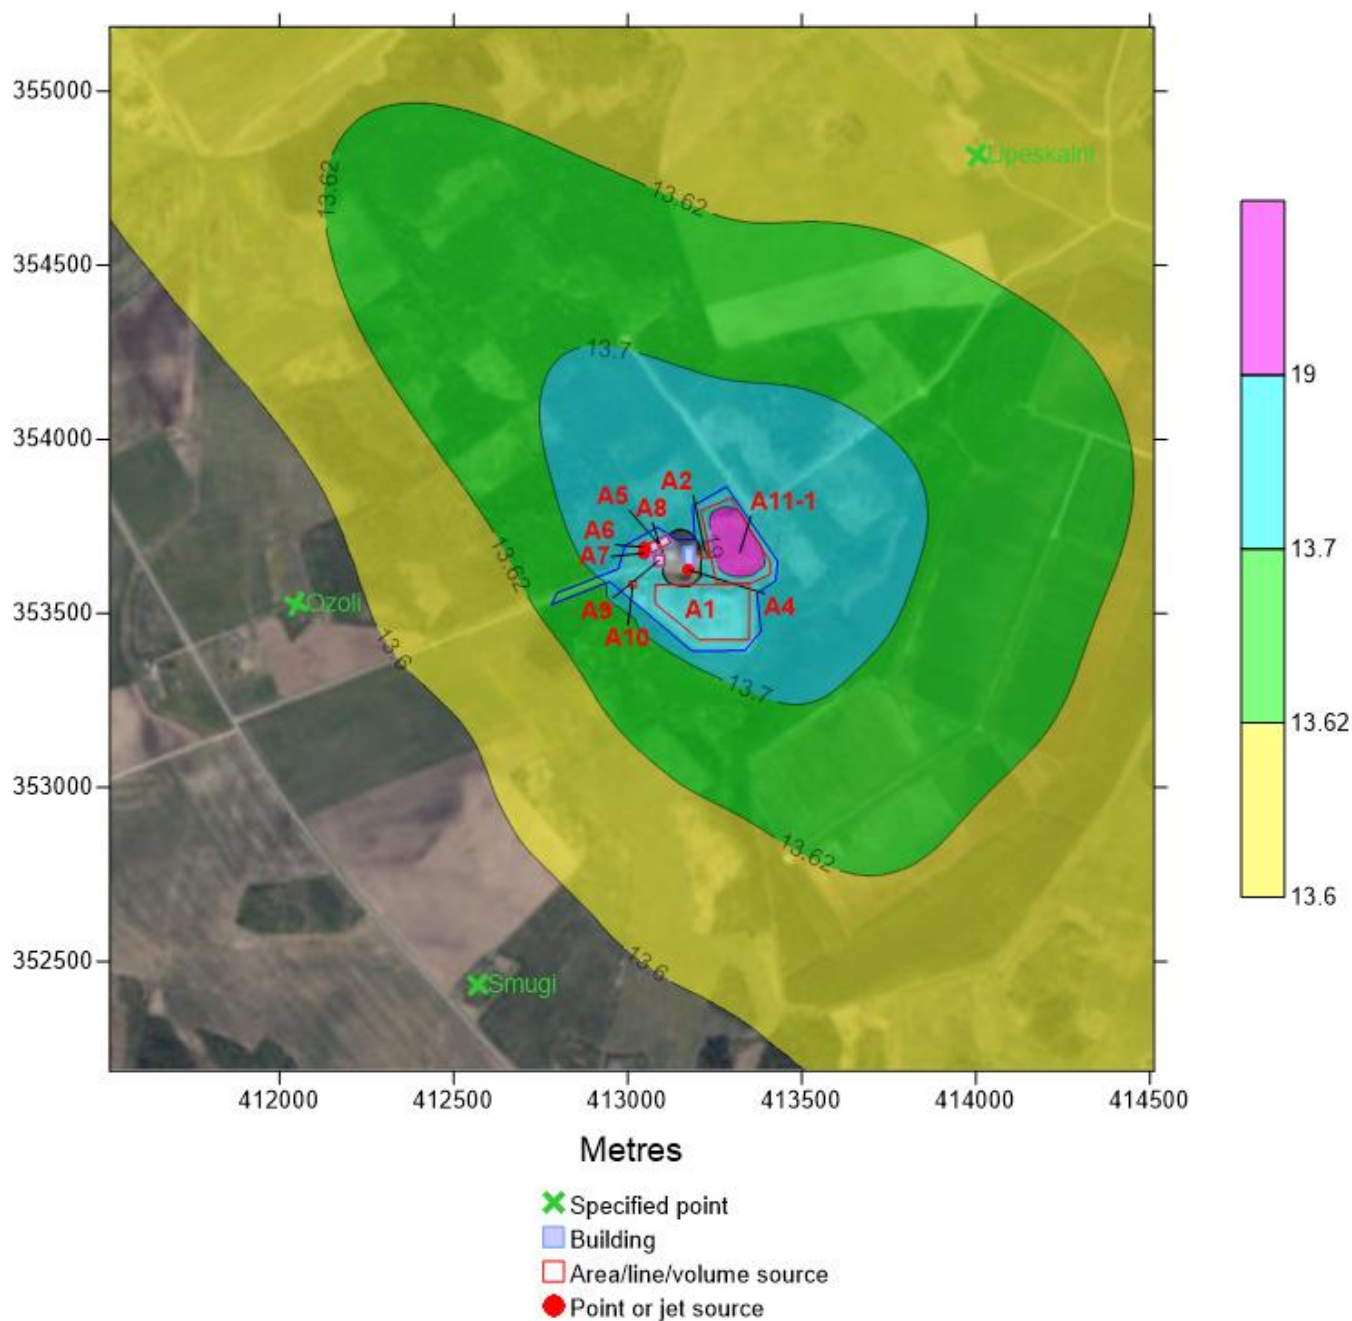 355000
Upeskalni
13.62
13.62
354500
19
13.7
354000
A2
A5
A8
A11-1
A6
A7
19
13.62
13.7
353500
Ozoli
A9
A1
A4
A10
13.6
13.7
13.62
353000
13.62
13.6
352500
13.6
Smugi
412000
412500
413000
413500
414000
414500
Metres
Specified point
Building
Area/line/volume source
Point or jet source